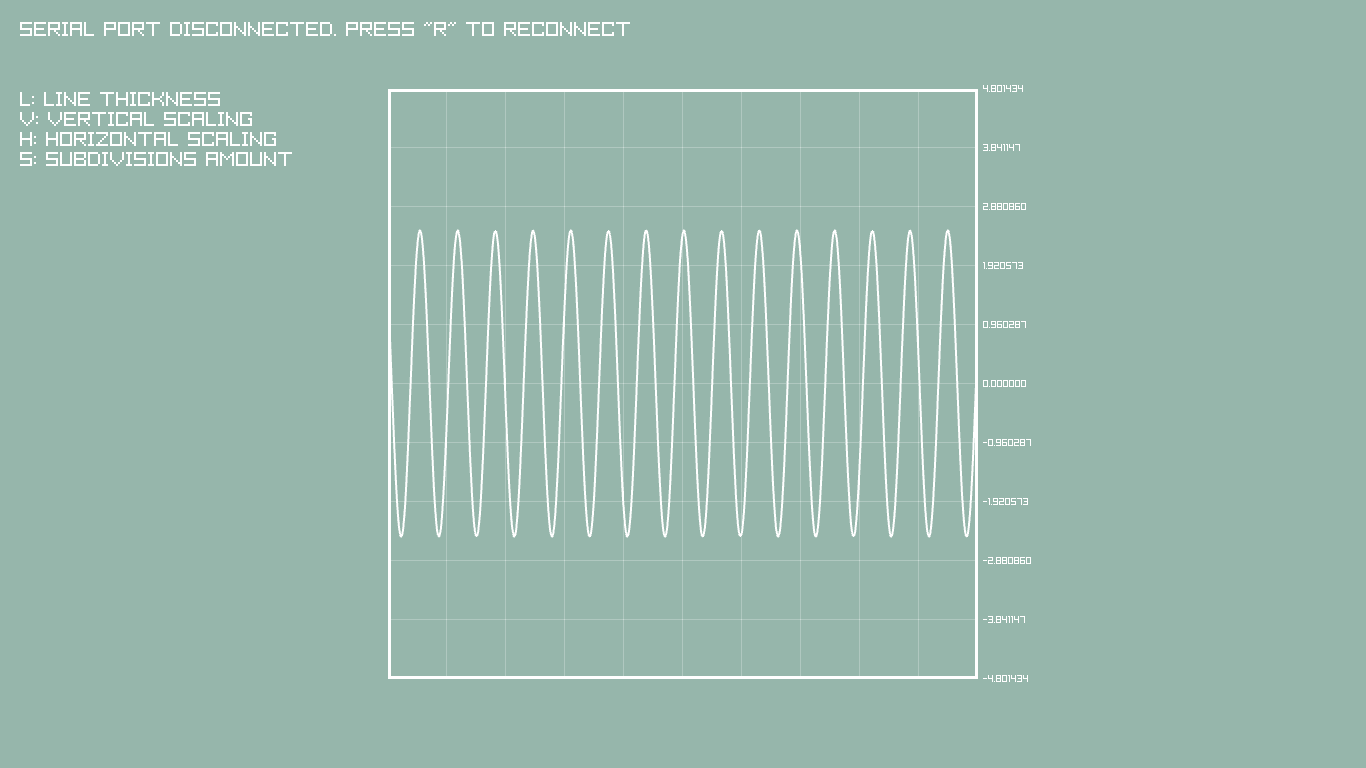 SERIAL PORT DISCONNECTED. PRESS "R" TO RECONNECT
L: LINE THICKNESS
V: VERTICAL SCALING
H: HORIZONTAL SCALING
S: SUBDIVISIONS AMOUNT
4.801434
3.841147
2.880860
1.920573
0.960287
0.000000
-0.960287
-1.920573
-2.880860
-3.841147
-4.801434